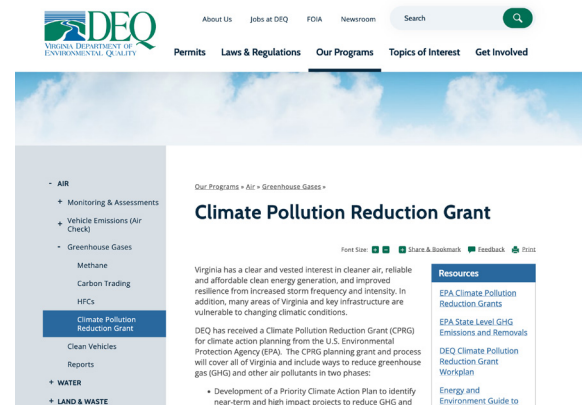 DEQ
VIRGINIA DEPARTMENT OF
ENVIRONMENTAL QUALITY
About Us Jobs at DEQ FOIA Newsroom Search
Permits Laws & Regulations Our Programs Topics of Interest Get Involved
- AIR
+ Monitoring & Assessments
+ Vehicle Emissions (Air
Check)
- Greenhouse Gases
Methane
Carbon Trading
HFCs
Climate Pollution
Reduction Grant
Clean Vehicles
Reports
+ WATER
+ LAND & WASTE
Our Programs » Air » Greenhouse Gases »
Climate Pollution Reduction Grant
Font Size: + - + Share & Bookmark Feedback Print
Virginia has a clear and vested interest in cleaner air, reliable
and affordable clean energy generation, and improved
resilience from increased storm frequency and intensity. In
addition, many areas of Virginia and key infrastructure are
vulnerable to changing climatic conditions.
DEQ has received a Climate Pollution Reduction Grant (CPRG)
for climate action planning from the U.S. Environmental
Protection Agency (EPA). The CPRG planning grant and process
will cover all of Virginia and include ways to reduce greenhouse
gas (GHG) and other air pollutants in two phases:
• Development of a Priority Climate Action Plan to identify
near-term and high impact projects to reduce GHG and
Resources
EPA Climate Pollution
Reduction Grants
EPA State Level GHG
Emissions and Removals
DEQ Climate Pollution
Reduction Grant
Workplan
Energy and
Environment Guide to